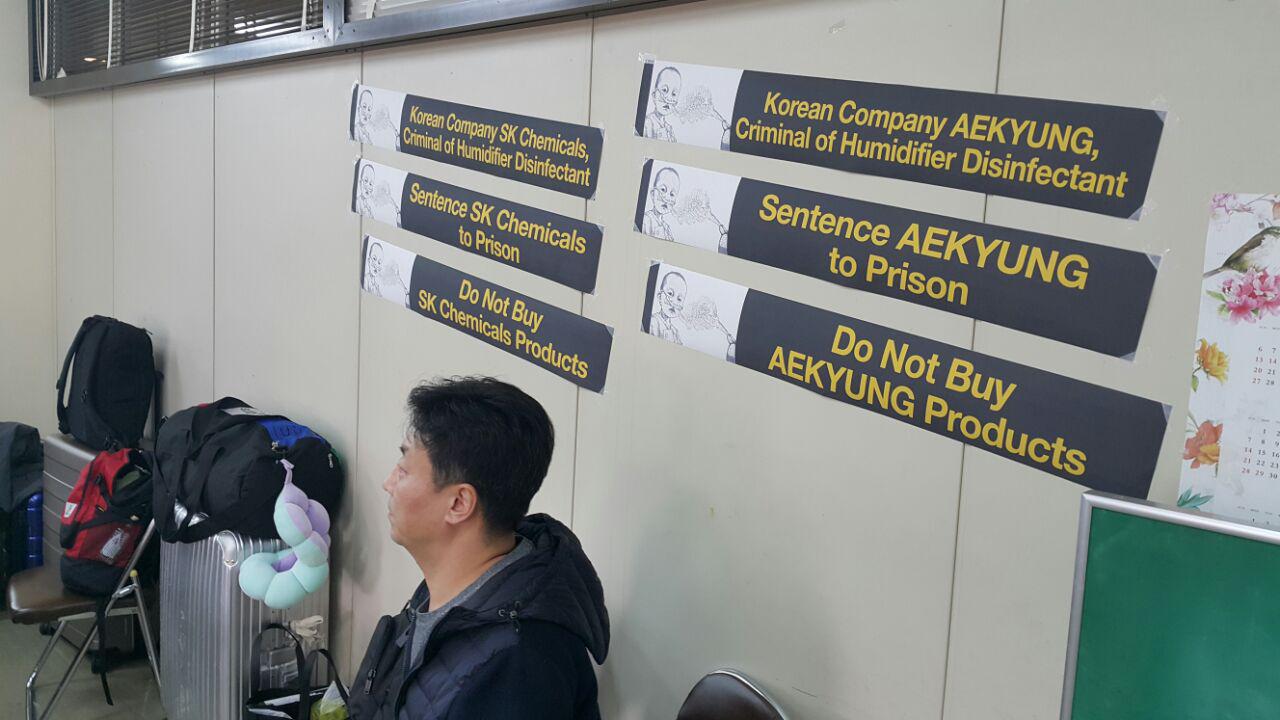 Korean Company SK Chemicals,
Criminal of Humidifier Disinfectant
Sentence SK Chemicals
to Prison
Do Not Buy
SK Chemicals Products
Korean Company AEKYUNG,
Criminal of Humidifier Disinfectant
Sentence AEKYUNG
to Prison
Do Not Buy
AEKYUNG Products